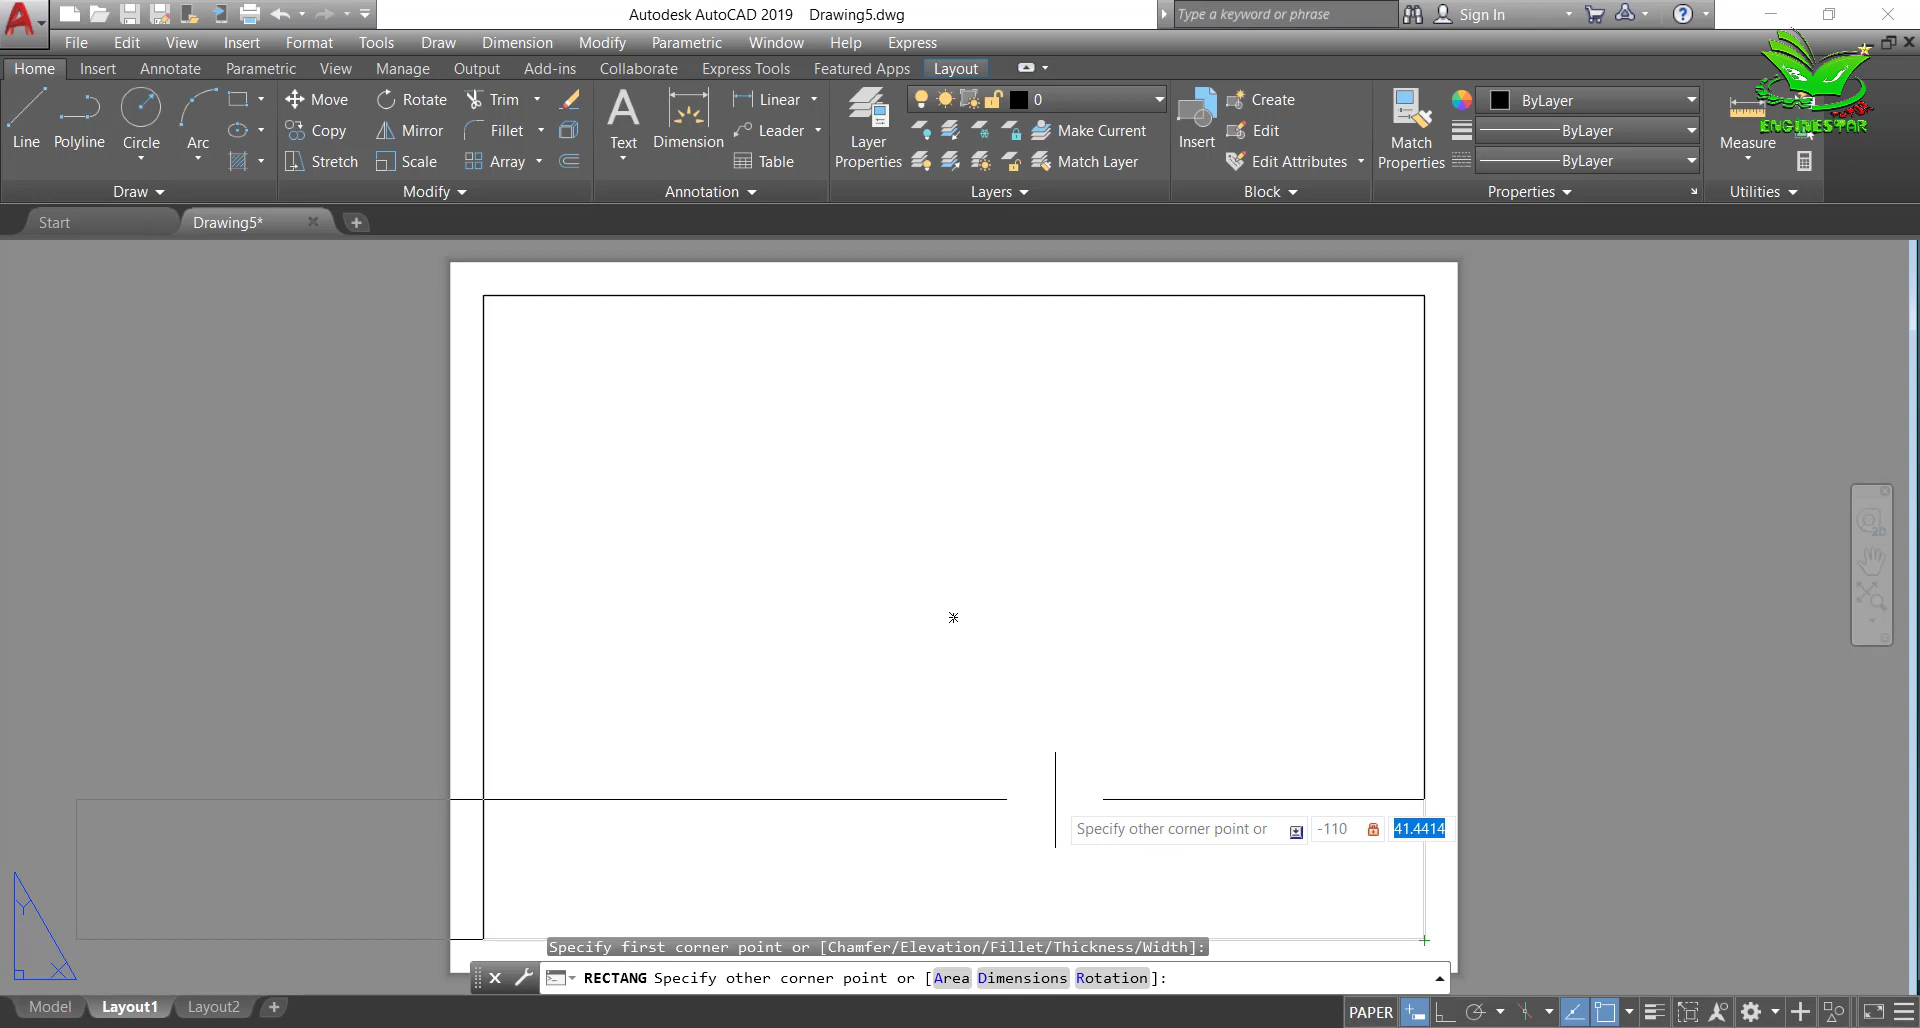 Autodesk AutoCAD 2019 Drawing5.dwg
Type a keyword or phrase
Sign In
File Edit View Insert Format Tools Draw Dimension Modify Parametric Window Help Express
Home Insert Annotate Parametric View Manage Output Add-ins Collaborate Express Tools Featured Apps Layout
Line Polyline Circle Arc
Move Rotate Trim
Copy Mirror Fillet
Stretch Scale Array
Text Dimension
Linear
Leader
Table
Layer Properties
0
Make Current
Match Layer
Insert
Create
Edit
Edit Attributes
Match Properties
ByLayer
ByLayer
ByLayer
Measure
ENGINESTAR
Draw Modify Annotation Layers Block Properties Utilities
Start Drawing5*
2D
Specify other corner point or -110 41.4414
Y
X
Specify first corner point or [Chamfer/Elevation/Fillet/Thickness/Width]:
RECTANG Specify other corner point or [Area Dimensions Rotation]:
Model Layout1 Layout2
PAPER